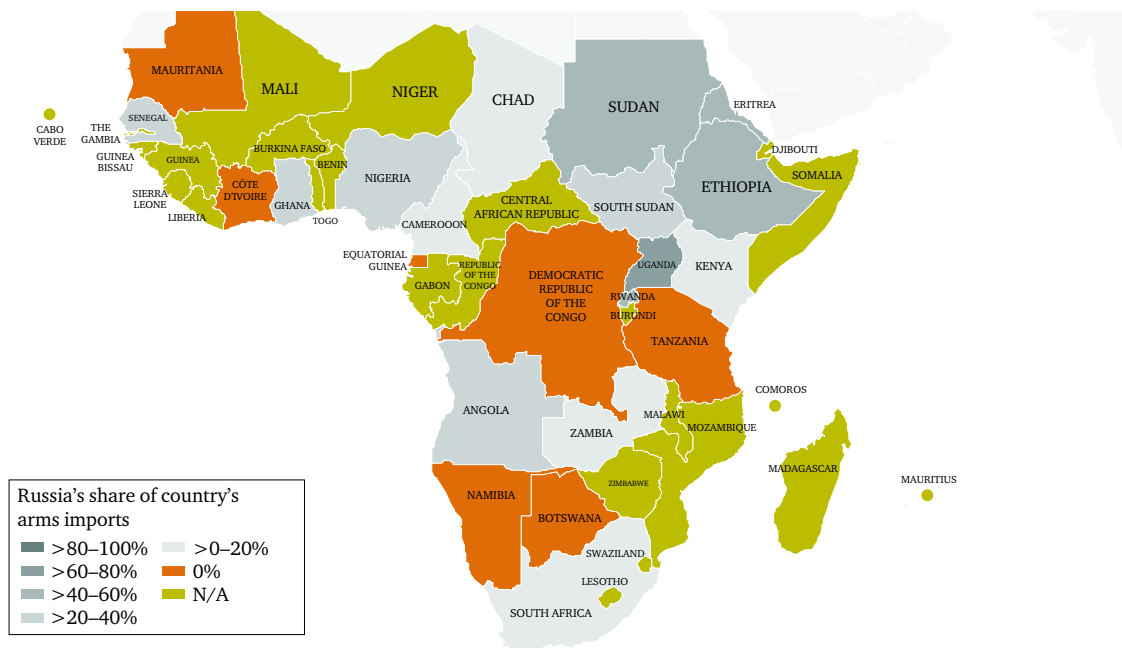 MAURITANIA
MALI
NIGER
CHAD
SUDAN
ERITREA
CABO
VERDE
SENEGAL
THE
GAMBIA
GUINEA
BISSAU
GUINEA
BURKINA FASO
BENIN
NIGERIA
DJIBOUTI
SOMALIA
ETHIOPIA
SIERRA
LEONE
LIBERIA
CÔTE
D'IVOIRE
GHANA
TOGO
CAMEROOON
CENTRAL
AFRICAN REPUBLIC
SOUTH SUDAN
EQUATORIAL
GUINEA
GABON
REPUBLIC
OF THE
CONGO
DEMOCRATIC
REPUBLIC
OF THE
CONGO
UGANDA
KENYA
RWANDA
BURUNDI
TANZANIA
COMOROS
ANGOLA
ZAMBIA
MALAWI
MOZAMBIQUE
MADAGASCAR
MAURITIUS
ZIMBABWE
NAMIBIA
BOTSWANA
SWAZILAND
LESOTHO
SOUTH AFRICA
Russia's share of country's
arms imports
>80–100%
>60–80%
>40–60%
>20–40%
>0–20%
0%
N/A